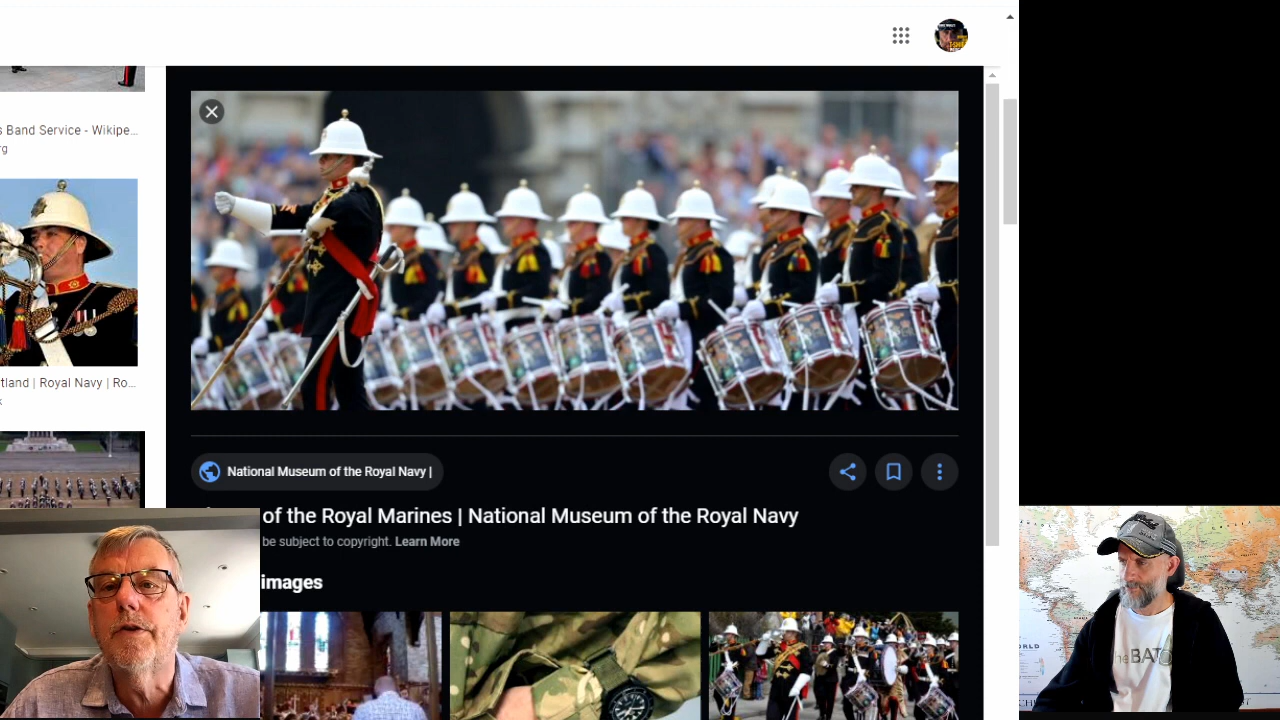 s Band Service - Wikipe...
rg
tland | Royal Navy | Ro...
k
National Museum of the Royal Navy |
of the Royal Marines | National Museum of the Royal Navy
be subject to copyright. Learn More
images